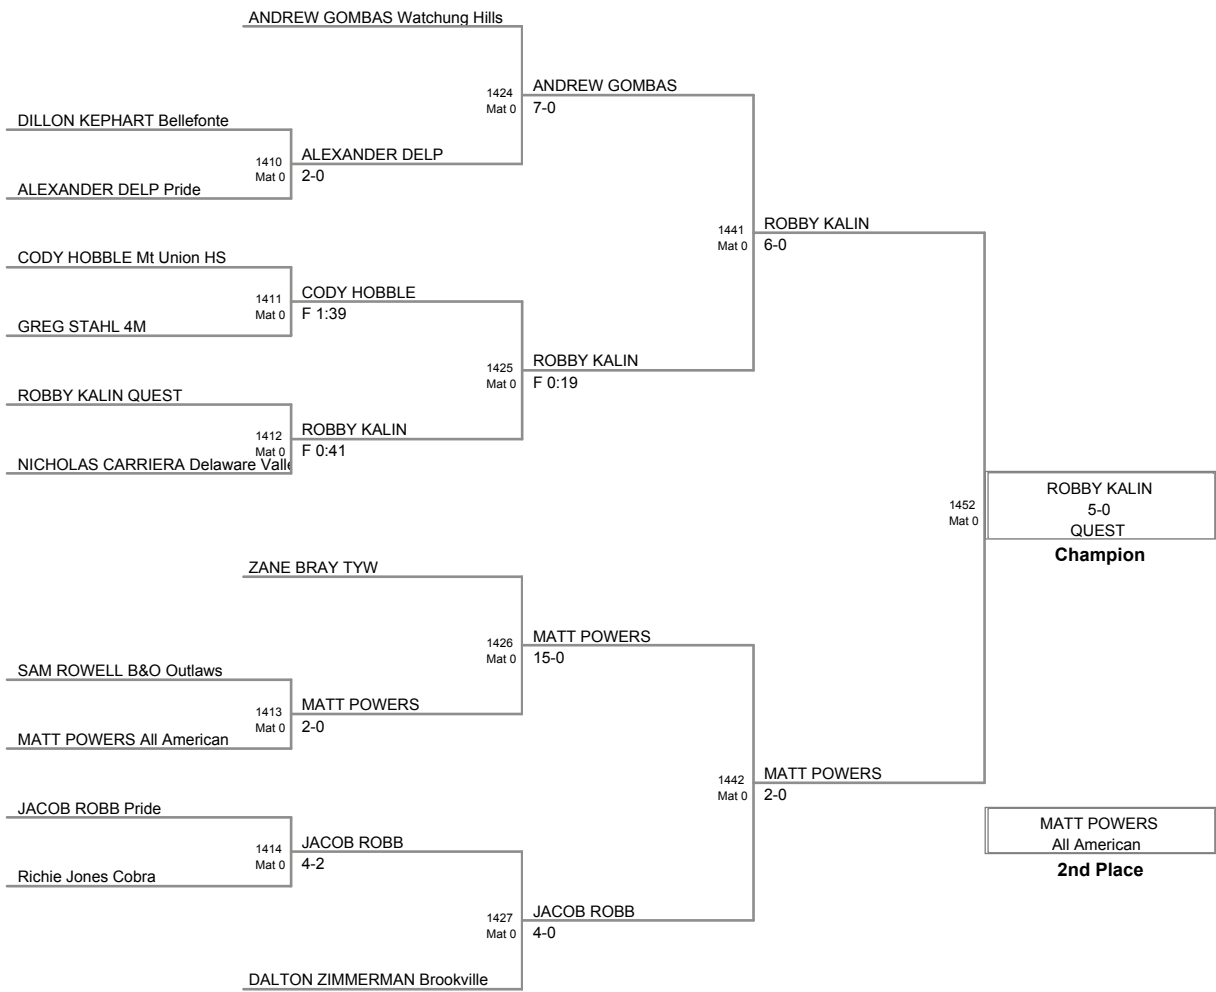 ANDREW GOMBAS Watchung Hills
1424
Mat 0
ANDREW GOMBAS
7-0
DILLON KEPHART Bellefonte
1410
Mat 0
ALEXANDER DELP
2-0
ALEXANDER DELP Pride
1441
Mat 0
ROBBY KALIN
6-0
CODY HOBBLE Mt Union HS
1411
Mat 0
CODY HOBBLE
F 1:39
GREG STAHL 4M
1425
Mat 0
ROBBY KALIN
F 0:19
ROBBY KALIN QUEST
1412
Mat 0
ROBBY KALIN
F 0:41
NICHOLAS CARRIERA Delaware Valle
1452
Mat 0
ROBBY KALIN
5-0
QUEST
Champion
ZANE BRAY TYW
1426
Mat 0
MATT POWERS
15-0
SAM ROWELL B&O Outlaws
1413
Mat 0
MATT POWERS
2-0
MATT POWERS All American
1442
Mat 0
MATT POWERS
2-0
JACOB ROBB Pride
1414
Mat 0
JACOB ROBB
4-2
Richie Jones Cobra
MATT POWERS
All American
2nd Place
1427
Mat 0
JACOB ROBB
4-0
DALTON ZIMMERMAN Brookville